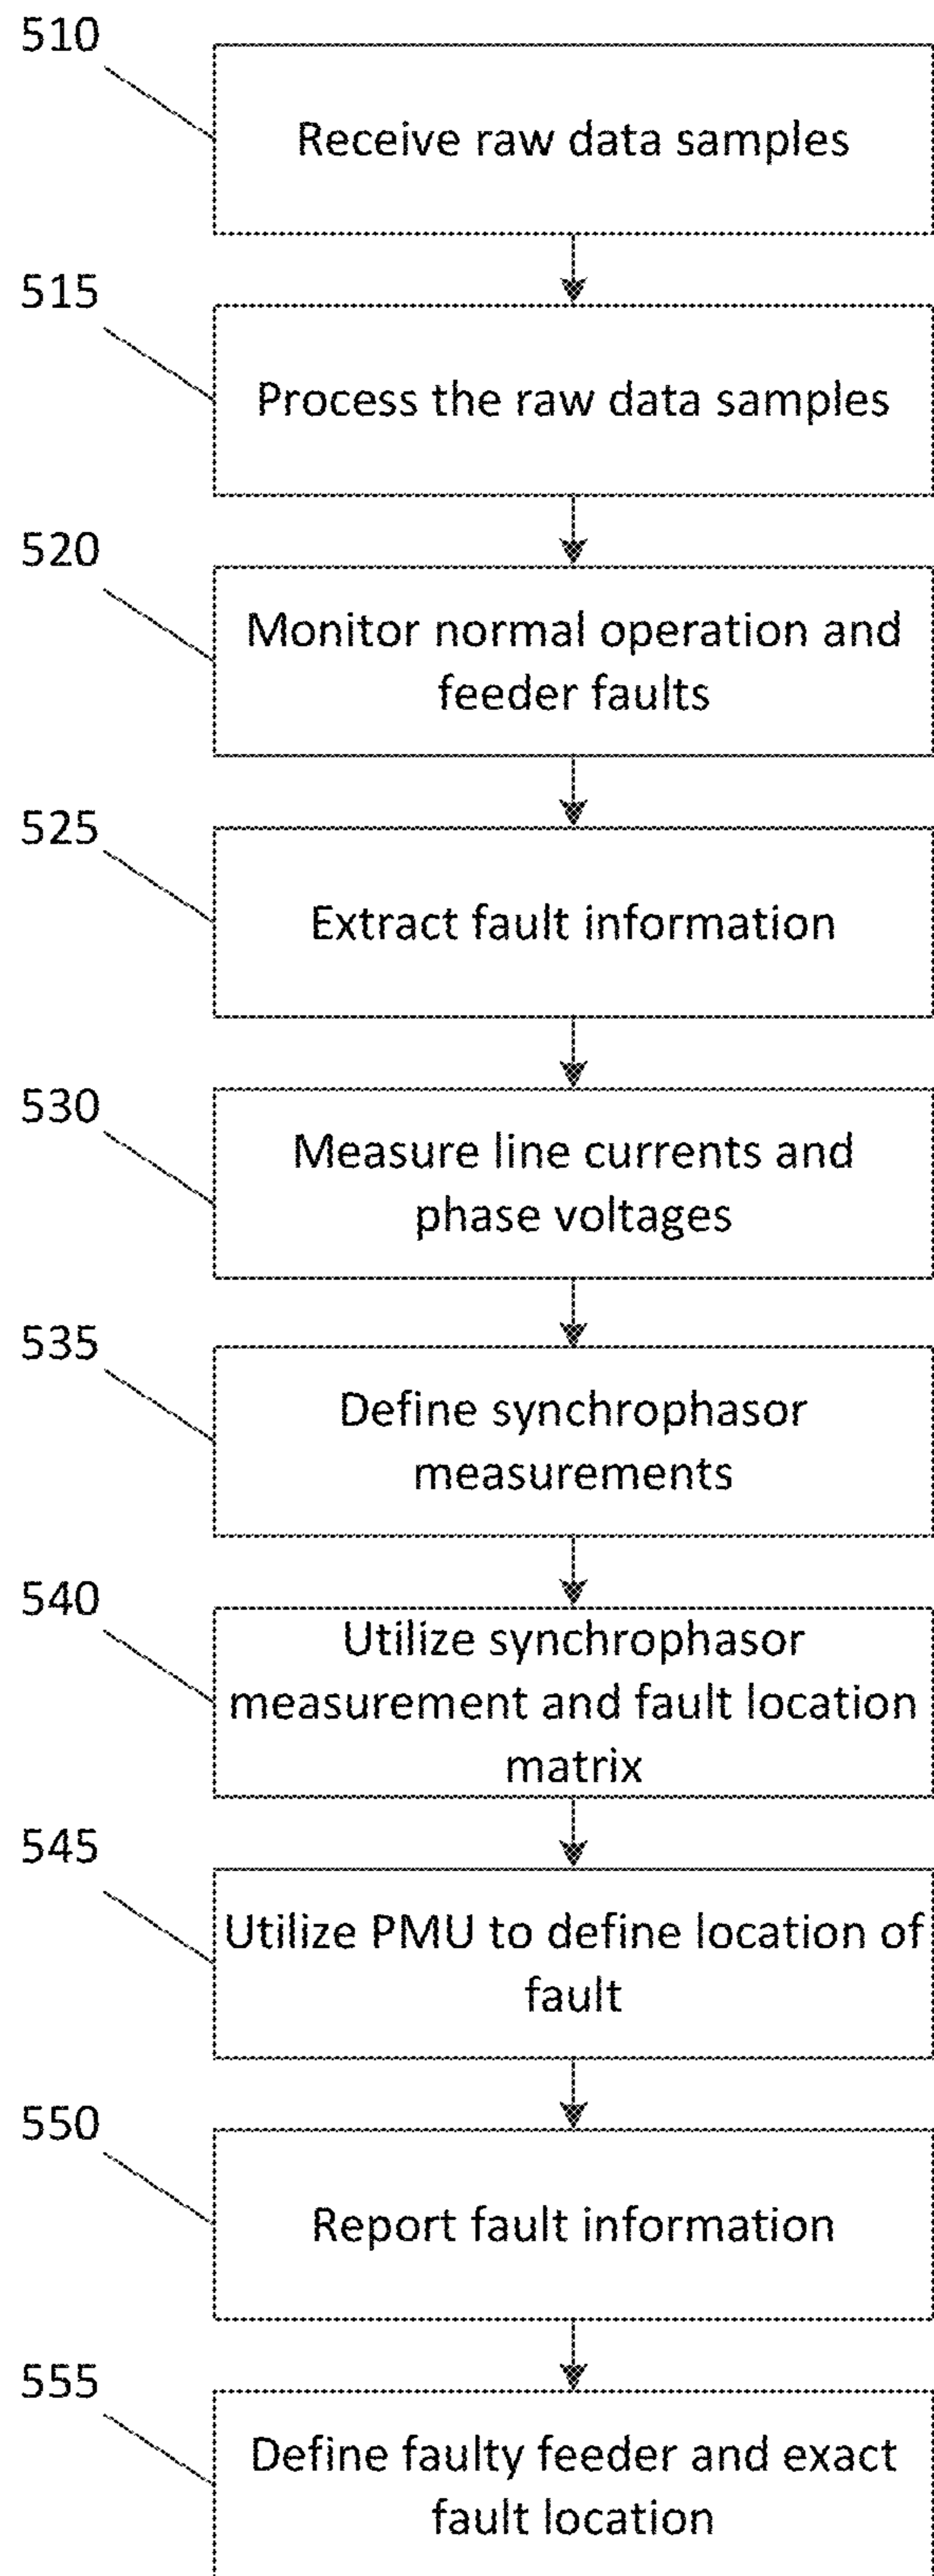 510
Receive raw data samples
515
Process the raw data samples
520
Monitor normal operation and
feeder faults
525
Extract fault information
530
Measure line currents and
phase voltages
535
Define synchrophasor
measurements
540
Utilize synchrophasor
measurement and fault location
matrix
545
Utilize PMU to define location of
fault
550
Report fault information
555
Define faulty feeder and exact
fault location